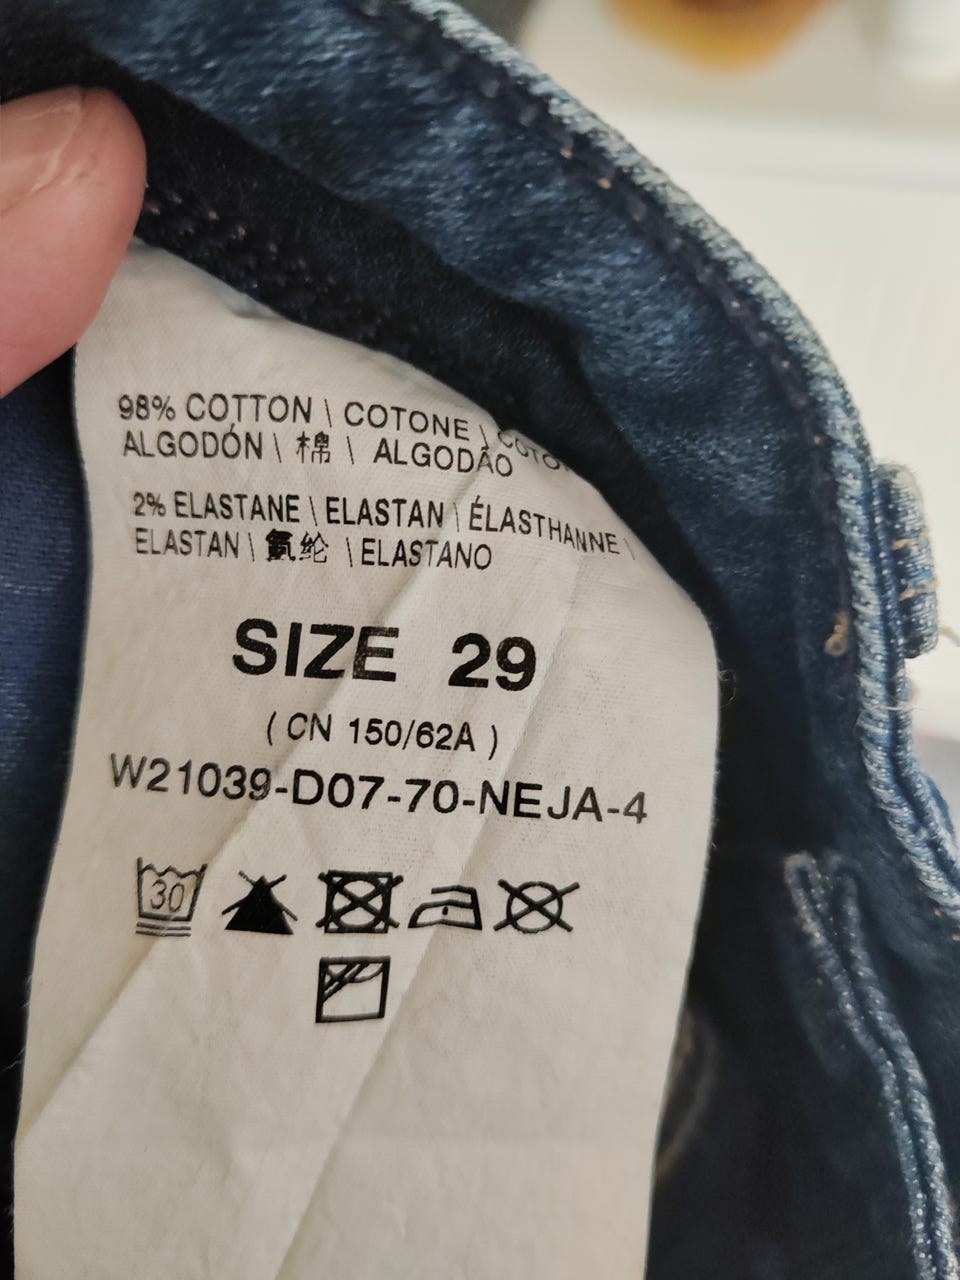 98% COTTON \ COTONE \ COTON
ALGODÓN \ 棉 \ ALGODÃO
2% ELASTANE \ ELASTAN \ ÉLASTHANNE \
ELASTAN \ 氨纶 \ ELASTANO
SIZE 29
( CN 150/62A )
W21039-D07-70-NEJA-4
30